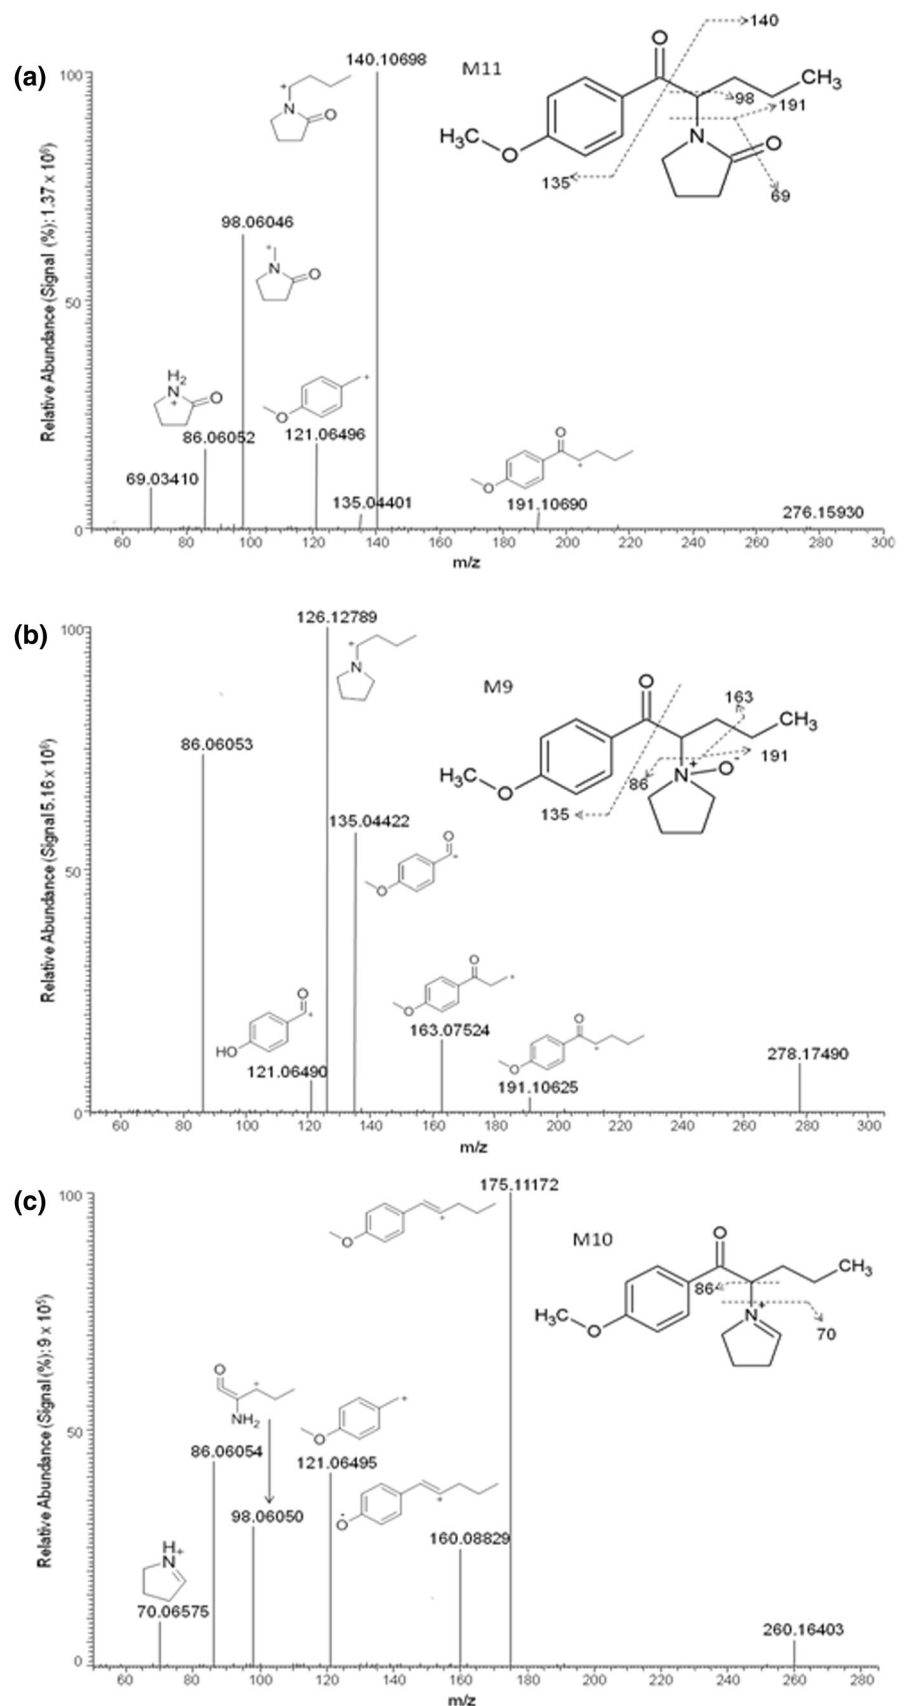 (a)
M11
140
140.10698
98
191
135
69
98.06046
86.06052
121.06496
69.03410
135.04401
191.10690
276.15930
H₃C
O
O
CH₃
N
O
N
O
N
O
H₂
N
+
O
O
O
O
Relative Abundance (Signal (%):1.37 x 10⁶)
100
50
0
60 80 100 120 140 160 180 200 220 240 260 280 300
m/z
(b)
M9
126.12789
86.06053
135.04422
163
191
86
135
163.07524
191.10625
121.06490
278.17490
H₃C
O
O
CH₃
N
+
O
-
N
O
O
O
O
O
O
O
HO
Relative Abundance (Signal 5.16 x 10⁶)
100
50
0
60 80 100 120 140 160 180 200 220 240 260 280 300
m/z
(c)
M10
175.11172
86
70
86.06054
98.06050
121.06495
160.08829
70.06575
260.16403
H₃C
O
O
CH₃
N
+
O
O
NH₂
O
O
-
H
N
+
Relative Abundance (Signal (%): 9 x 10⁵)
100
50
0
60 80 100 120 140 160 180 200 220 240 260 280
m/z